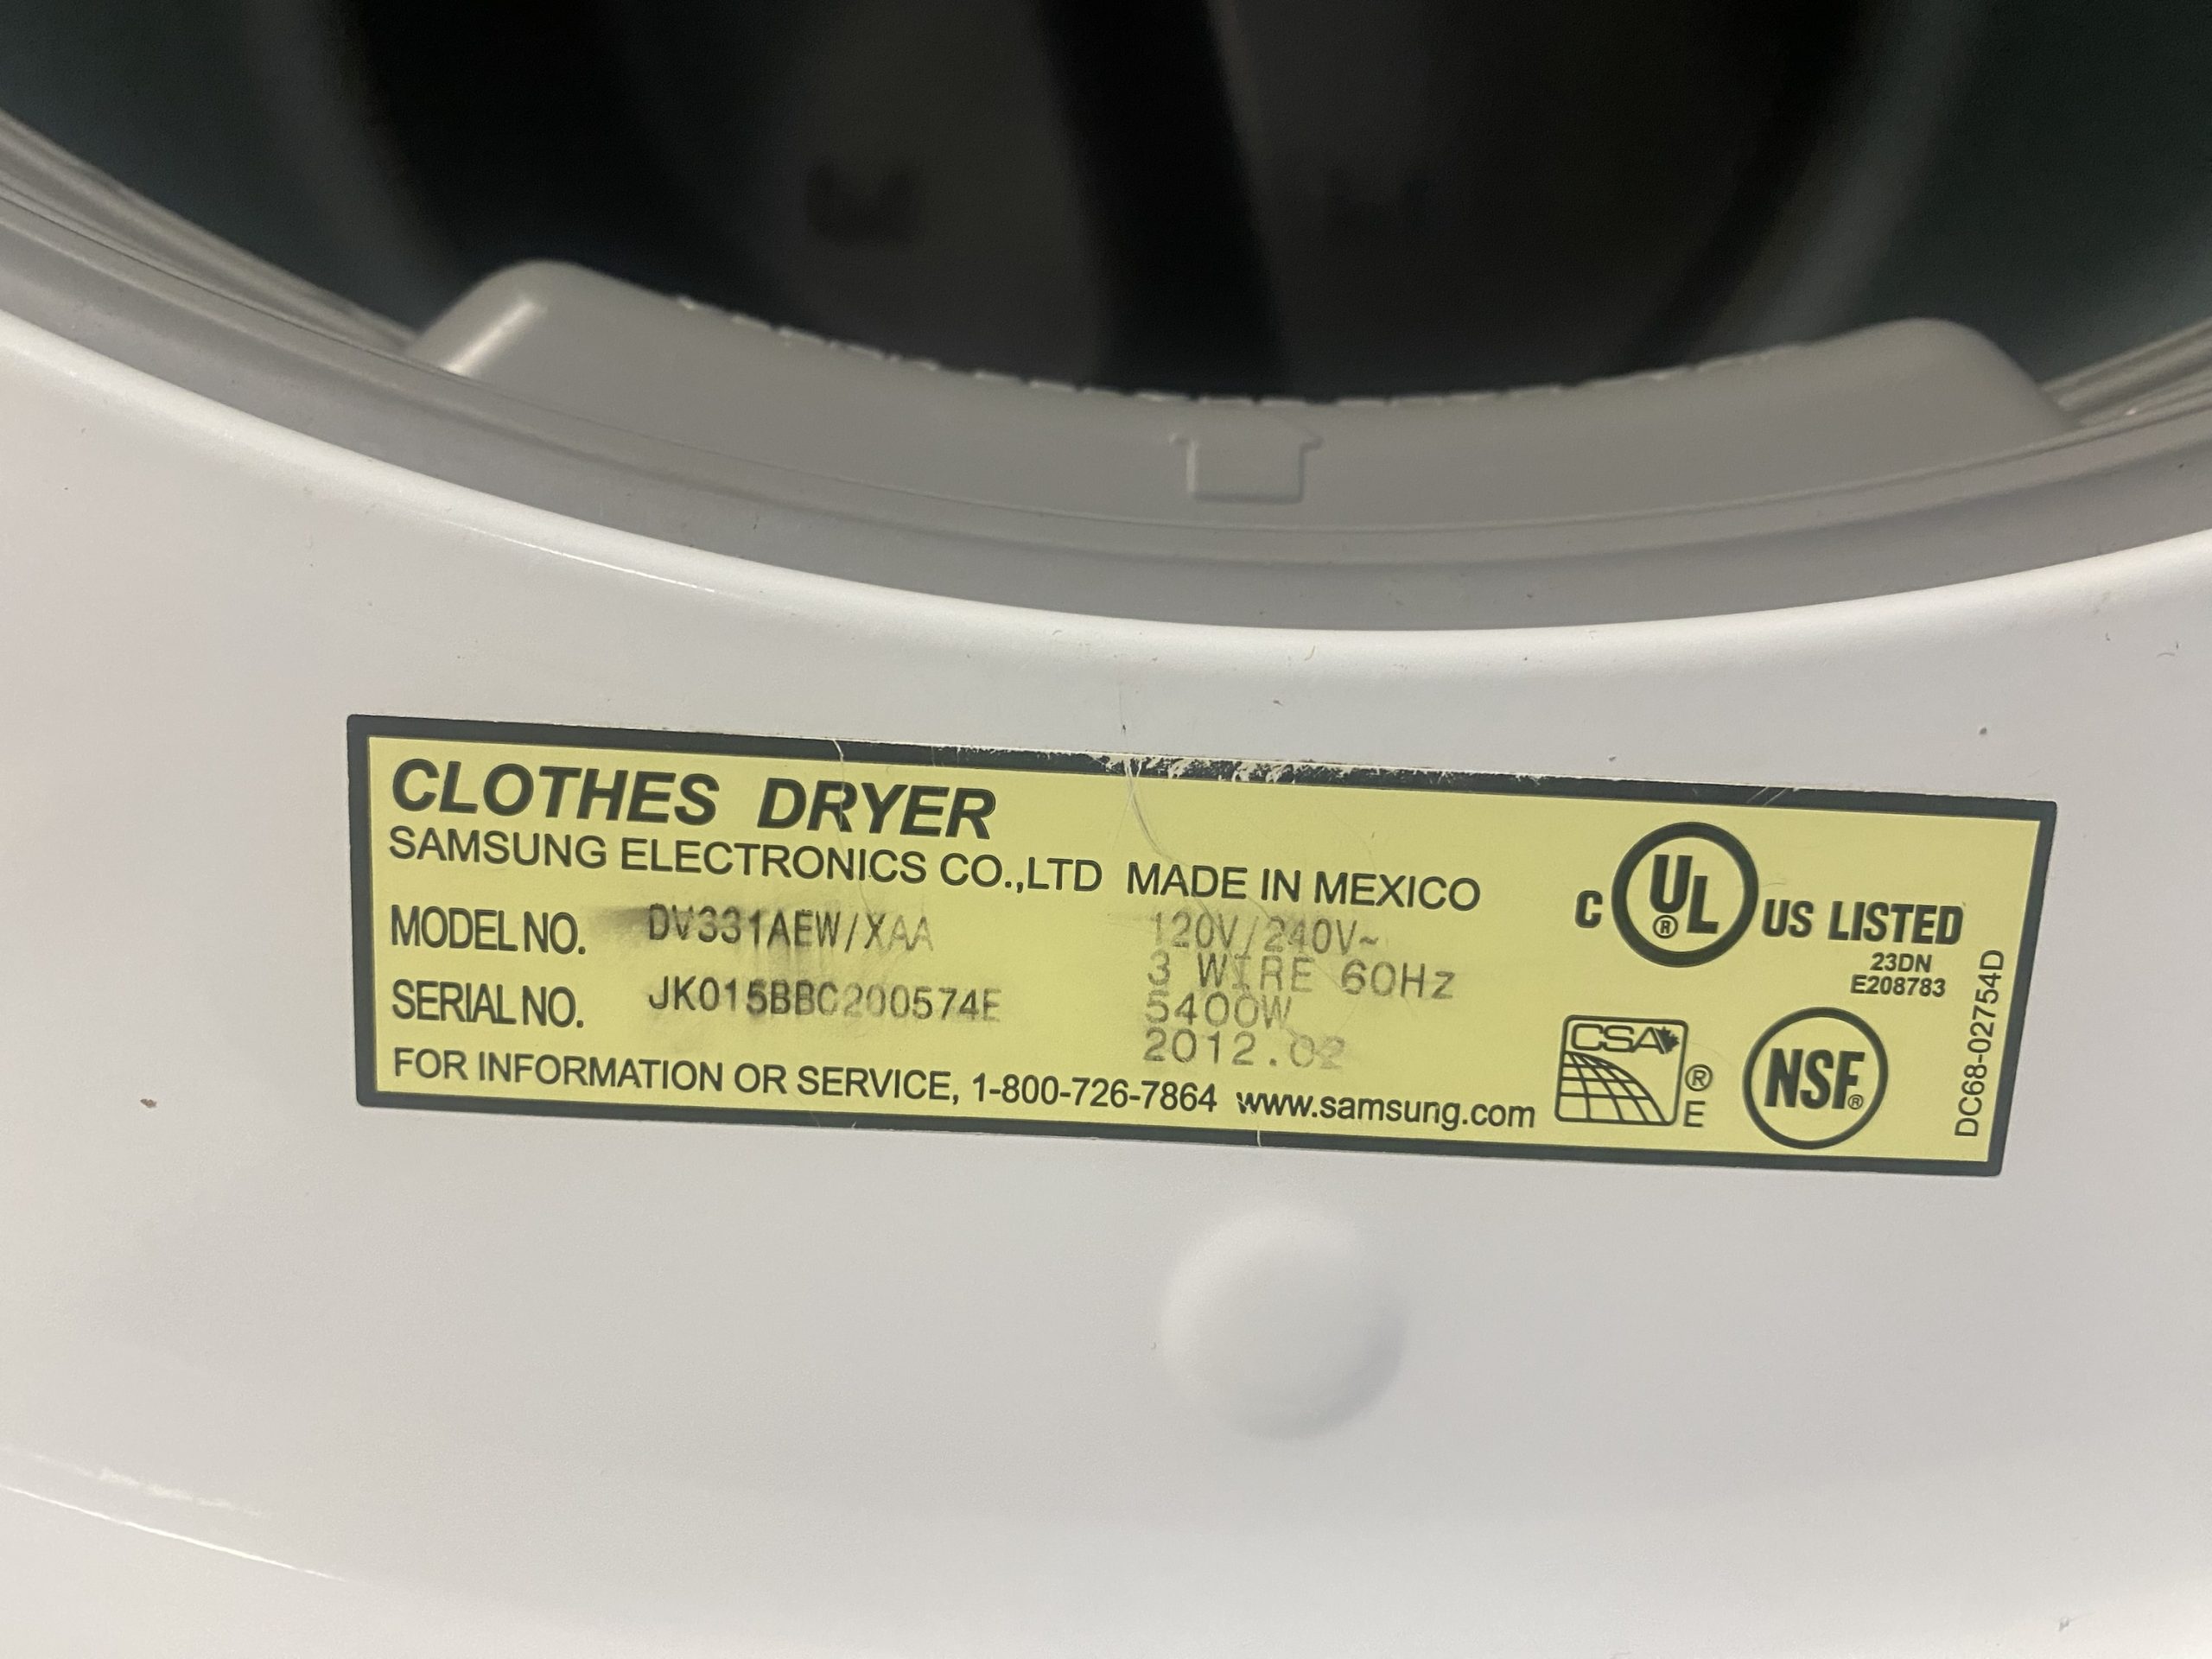 CLOTHES DRYER
SAMSUNG ELECTRONICS CO.,LTD MADE IN MEXICO
MODEL NO. DV331AEW/XAA
SERIAL NO. JK015BBC200574E
120V/240V~
3 WIRE 60Hz
5400W
2012.02
FOR INFORMATION OR SERVICE, 1-800-726-7864 www.samsung.com
C UL ® US LISTED
23DN
E208783
CSA ® E
NSF ®
DC68-02754D